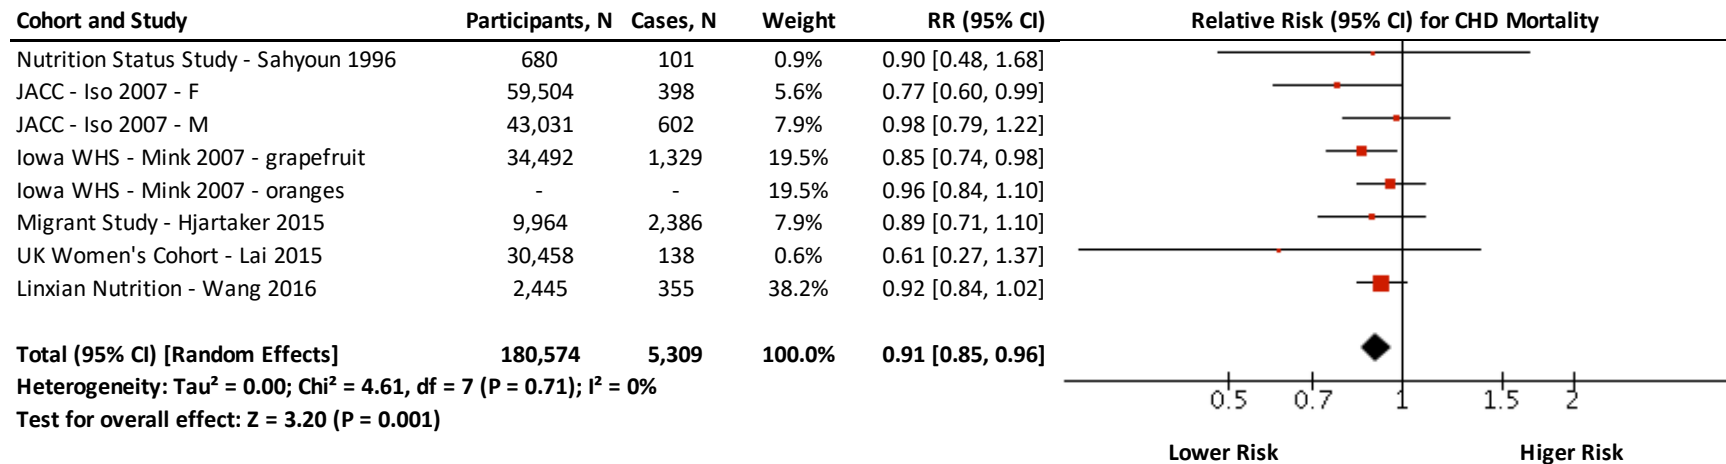 Cohort and Study Participants, N Cases, N Weight RR (95% CI) Relative Risk (95% CI) for CHD Mortality
Nutrition Status Study - Sahyoun 1996 680 101 0.9% 0.90 [0.48, 1.68]
JACC - Iso 2007 - F 59,504 398 5.6% 0.77 [0.60, 0.99]
JACC - Iso 2007 - M 43,031 602 7.9% 0.98 [0.79, 1.22]
Iowa WHS - Mink 2007 - grapefruit 34,492 1,329 19.5% 0.85 [0.74, 0.98]
Iowa WHS - Mink 2007 - oranges - - 19.5% 0.96 [0.84, 1.10]
Migrant Study - Hjartaker 2015 9,964 2,386 7.9% 0.89 [0.71, 1.10]
UK Women's Cohort - Lai 2015 30,458 138 0.6% 0.61 [0.27, 1.37]
Linxian Nutrition - Wang 2016 2,445 355 38.2% 0.92 [0.84, 1.02]
Total (95% CI) [Random Effects] 180,574 5,309 100.0% 0.91 [0.85, 0.96]
Heterogeneity: Tau² = 0.00; Chi² = 4.61, df = 7 (P = 0.71); I² = 0%
Test for overall effect: Z = 3.20 (P = 0.001)
0.5 0.7 1 1.5 2
Lower Risk Higer Risk